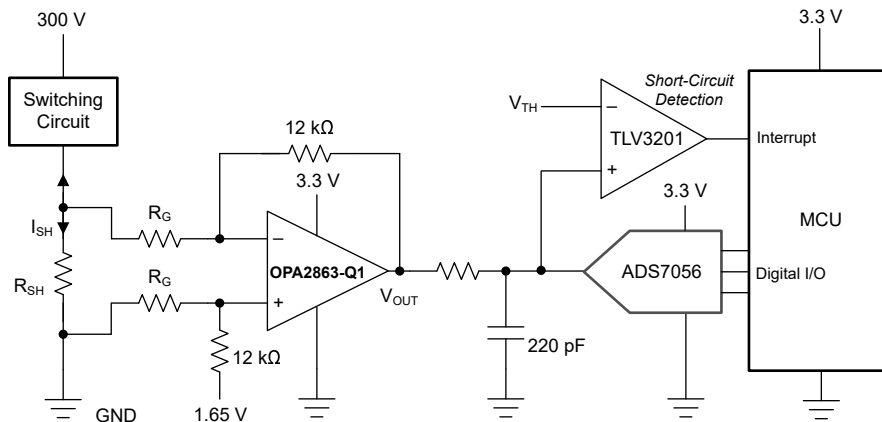 300 V
Switching
Circuit
I_SH
R_SH
R_G
R_G
12 kΩ
3.3 V
−
OPA2863-Q1
+
V_OUT
12 kΩ
1.65 V
GND
220 pF
V_TH
Short-Circuit
Detection
−
TLV3201
+
3.3 V
ADS7056
3.3 V
Interrupt
MCU
Digital I/O